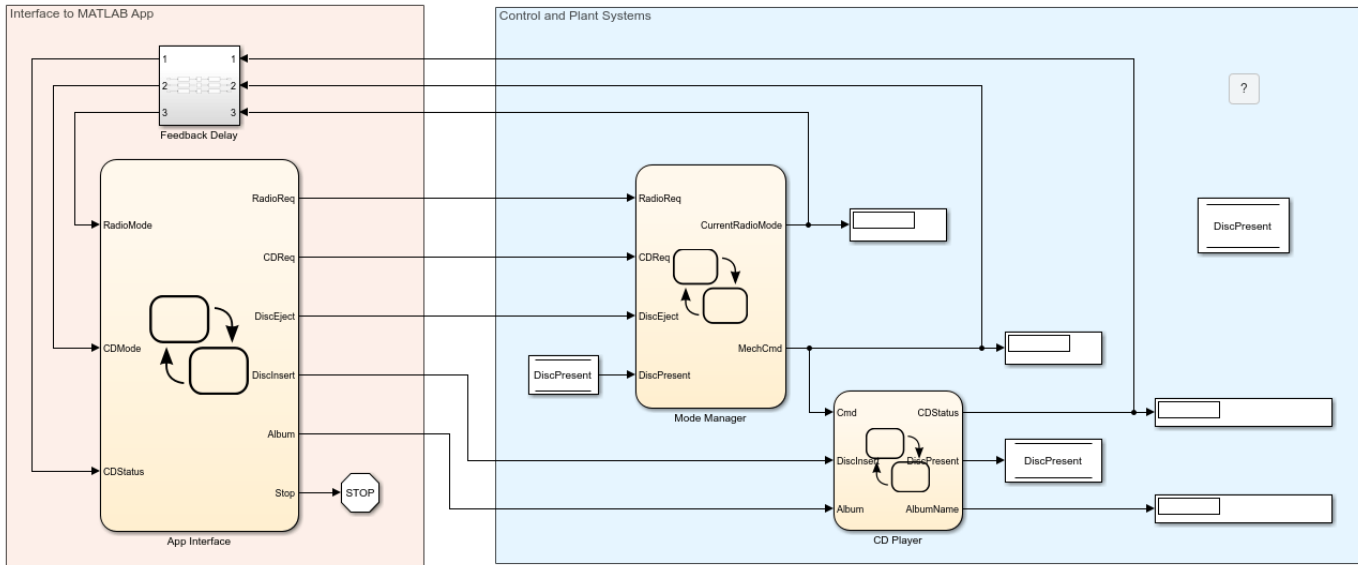 Interface to MATLAB App
Control and Plant Systems
1
2
3
1
2
3
Feedback Delay
RadioMode
CDMode
CDStatus
RadioReq
CDReq
DiscEject
DiscInsert
Album
Stop
App Interface
STOP
DiscPresent
RadioReq
CDReq
DiscEject
DiscPresent
CurrentRadioMode
MechCmd
Mode Manager
Cmd
DiscInsert
Album
CDStatus
DiscPresent
AlbumName
CD Player
DiscPresent
?
DiscPresent